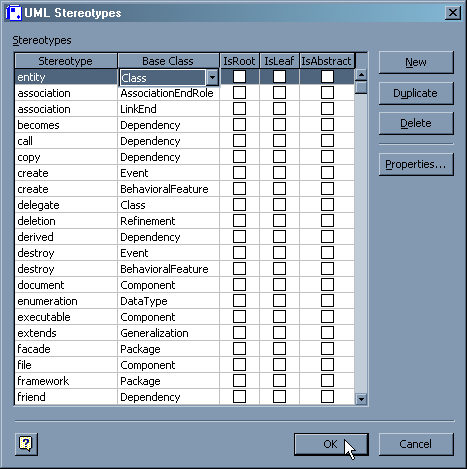 UML Stereotypes
Stereotypes
Stereotype Base Class IsRoot IsLeaf IsAbstract
entity Class
association AssociationEndRole
association LinkEnd
becomes Dependency
call Dependency
copy Dependency
create Event
create BehavioralFeature
delegate Class
deletion Refinement
derived Dependency
destroy Event
destroy BehavioralFeature
document Component
enumeration DataType
executable Component
extends Generalization
facade Package
file Component
framework Package
friend Dependency
New
Duplicate
Delete
Properties...
?
OK
Cancel